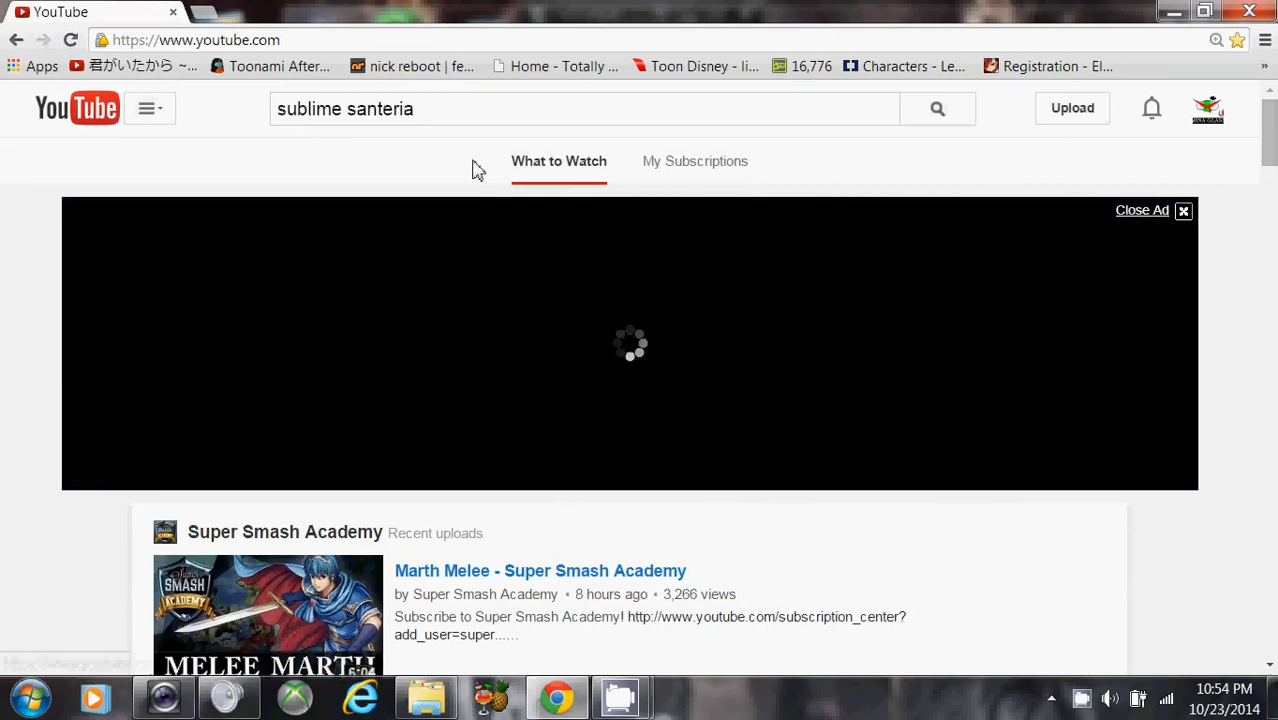 YouTube
https://www.youtube.com
Apps 君がいたから ~... Toonami After... nick reboot | fe... Home - Totally ... Toon Disney - li... 16,776 Characters - Le... Registration - El... »
YouTube sublime santeria Upload
What to Watch My Subscriptions
Close Ad
Super Smash Academy Recent uploads
Marth Melee - Super Smash Academy
by Super Smash Academy • 8 hours ago • 3,266 views
Subscribe to Super Smash Academy! http://www.youtube.com/subscription_center?
add_user=super......
SMASH
ACADEMY
MELEE MARTH
6:04
10:54 PM
10/23/2014